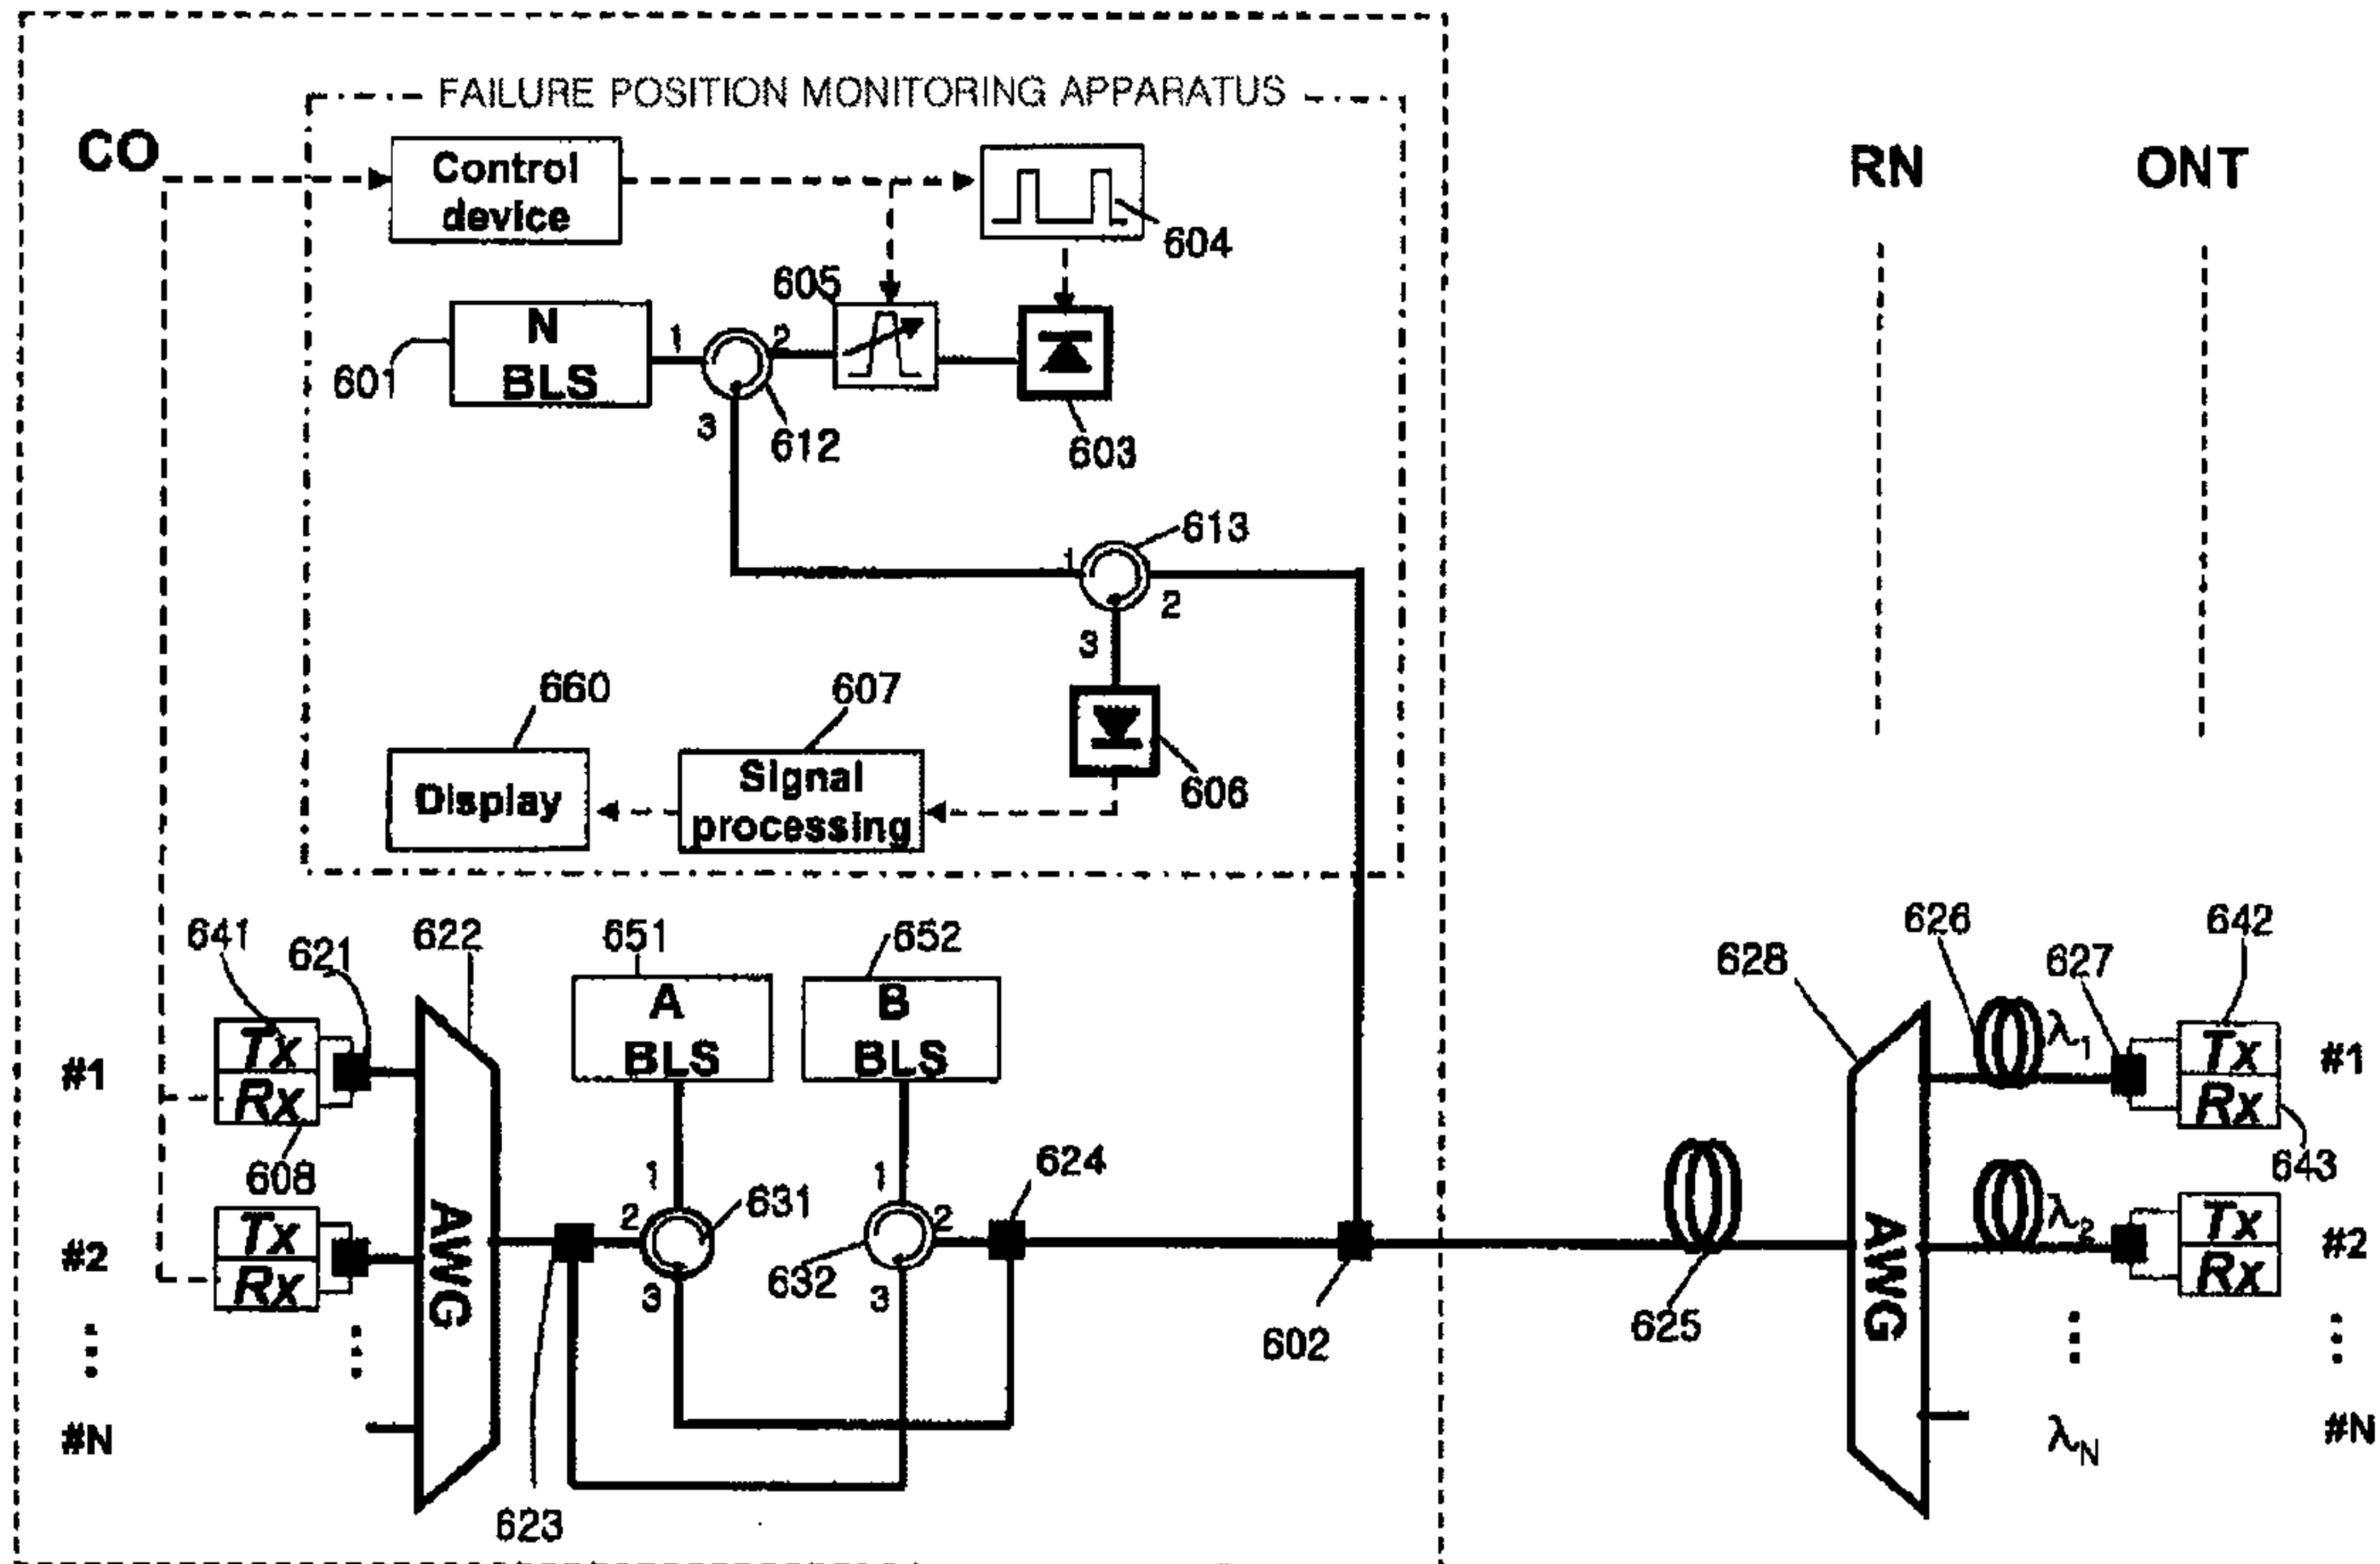 FAILURE POSITION MONITORING APPARATUS
CO
Control
device
604
RN
ONT
605
N
BLS
601
1
2
3
612
603
613
1
2
3
660
607
606
Display
Signal
processing
641
621
622
651
652
A
BLS
B
BLS
#1
Tx
Rx
608
#2
Tx
Rx
#N
AWG
623
1
2
3
631
1
2
3
632
624
602
625
628
AWG
626
627
642
λ1
Tx
Rx
#1
643
λ2
Tx
Rx
#2
λN
#N